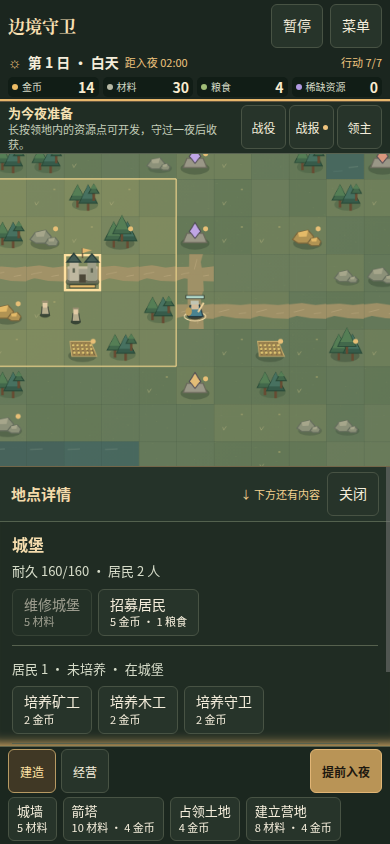 边境守卫
暂停
菜单
☼ 第 1 日 · 白天 距入夜 02:00
行动 7/7
金币 14
材料 30
粮食 4
稀缺资源 0
为今夜准备
长按领地内的资源点可开发，守过一夜后收获。
战役
战报
领主
地点详情
↓ 下方还有内容
关闭
城堡
耐久 160/160 · 居民 2 人
维修城堡
5 材料
招募居民
5 金币 · 1 粮食
居民 1 · 未培养 · 在城堡
培养矿工
2 金币
培养木工
2 金币
培养守卫
2 金币
建造
经营
提前入夜
城墙
5 材料
箭塔
10 材料 · 4 金币
占领土地
4 金币
建立营地
8 材料 · 4 金币